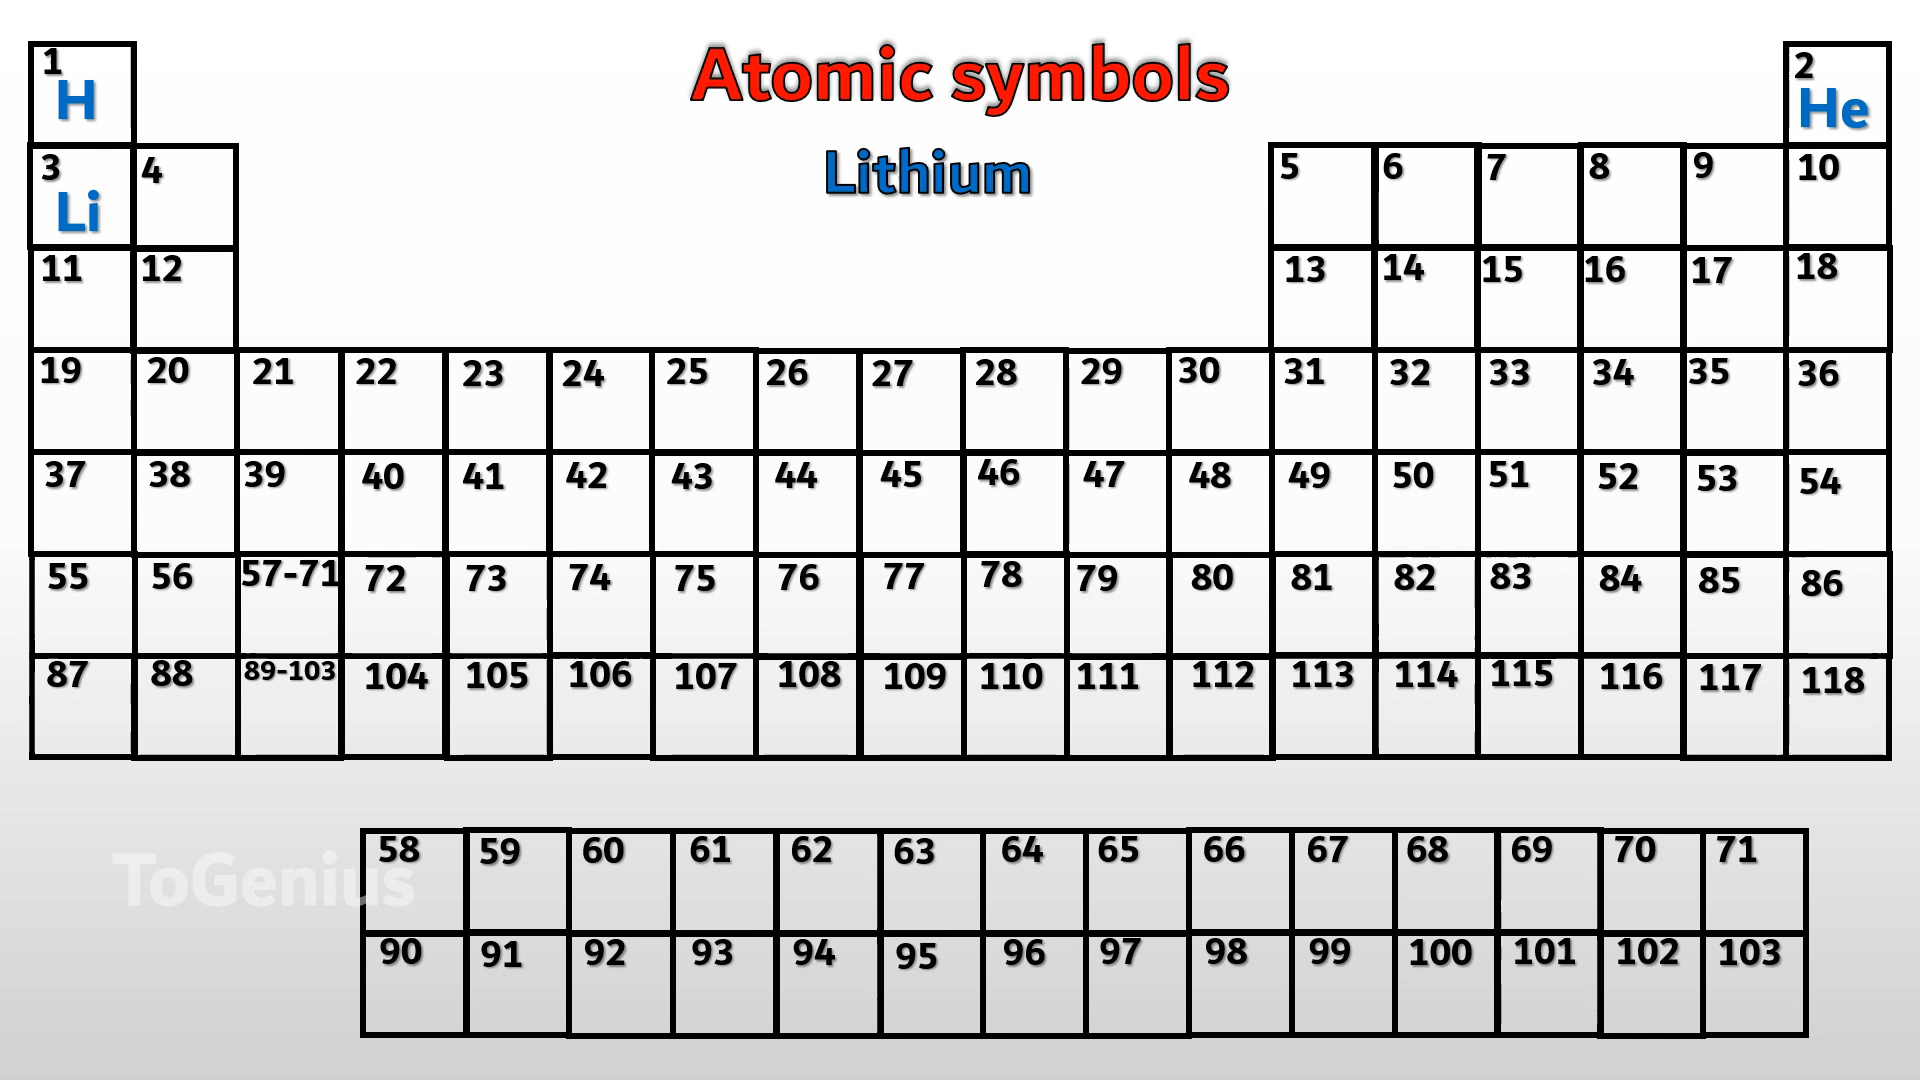 Atomic symbols
Lithium
1 2
H He
3 4 5 6 7 8 9 10
Li
11 12 13 14 15 16 17 18
19 20 21 22 23 24 25 26 27 28 29 30 31 32 33 34 35 36
37 38 39 40 41 42 43 44 45 46 47 48 49 50 51 52 53 54
55 56 57-71 72 73 74 75 76 77 78 79 80 81 82 83 84 85 86
87 88 89-103 104 105 106 107 108 109 110 111 112 113 114 115 116 117 118
58 59 60 61 62 63 64 65 66 67 68 69 70 71
ToGenius
90 91 92 93 94 95 96 97 98 99 100 101 102 103